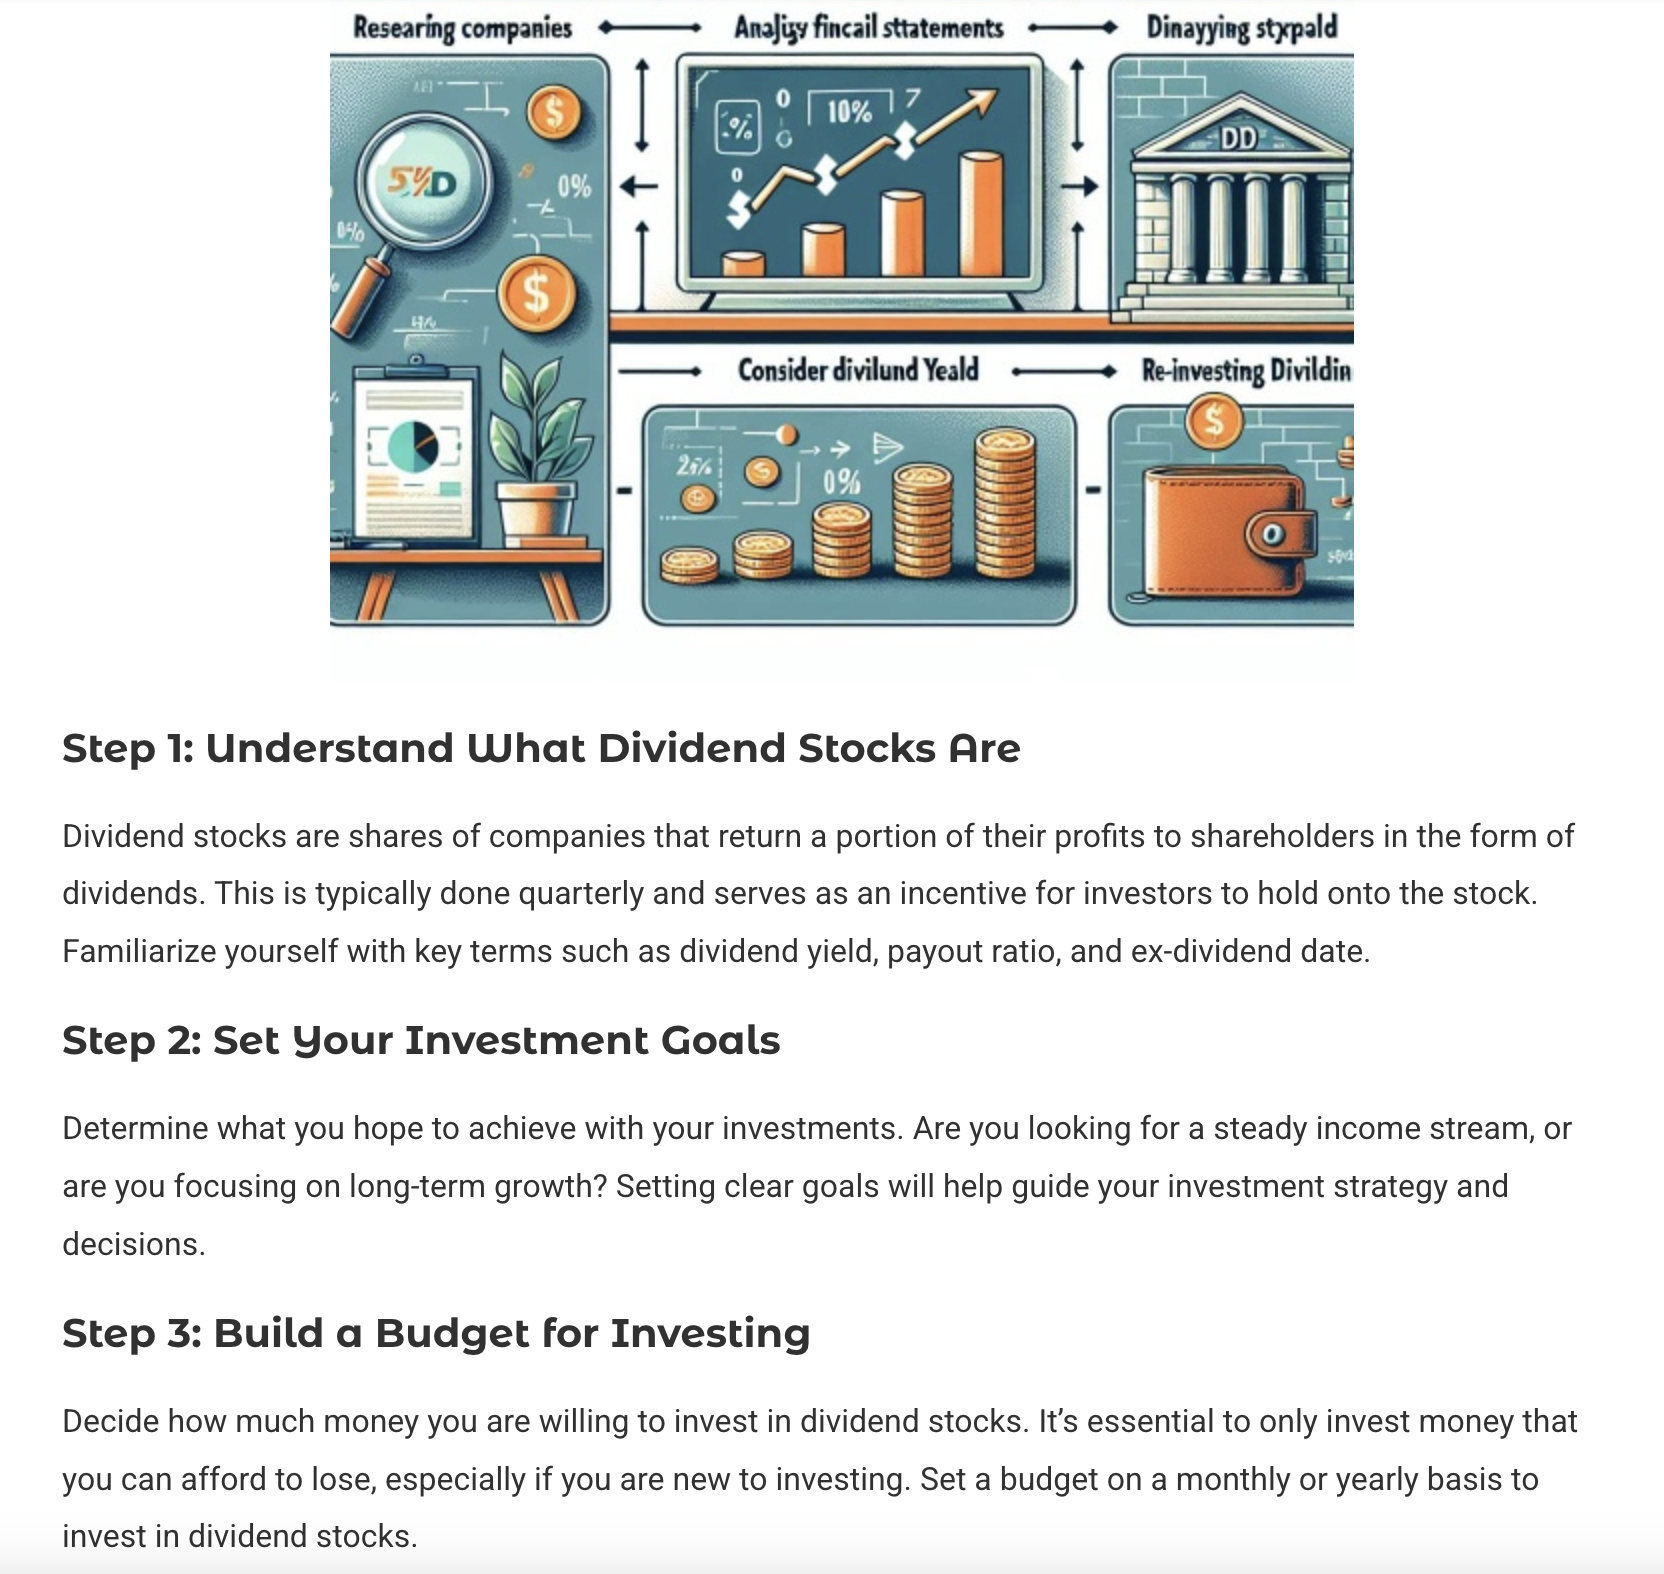 Researing companies
Analjsy fincail sttatements
Dinayying styrpald
5%D
$
0%
0%
$
%
0
10%
7
0
$
DD
Consider divilund Yeald
Re-investing Dividin
0%
$
Step 1: Understand What Dividend Stocks Are
Dividend stocks are shares of companies that return a portion of their profits to shareholders in the form of
dividends. This is typically done quarterly and serves as an incentive for investors to hold onto the stock.
Familiarize yourself with key terms such as dividend yield, payout ratio, and ex-dividend date.
Step 2: Set Your Investment Goals
Determine what you hope to achieve with your investments. Are you looking for a steady income stream, or
are you focusing on long-term growth? Setting clear goals will help guide your investment strategy and
decisions.
Step 3: Build a Budget for Investing
Decide how much money you are willing to invest in dividend stocks. It’s essential to only invest money that
you can afford to lose, especially if you are new to investing. Set a budget on a monthly or yearly basis to
invest in dividend stocks.